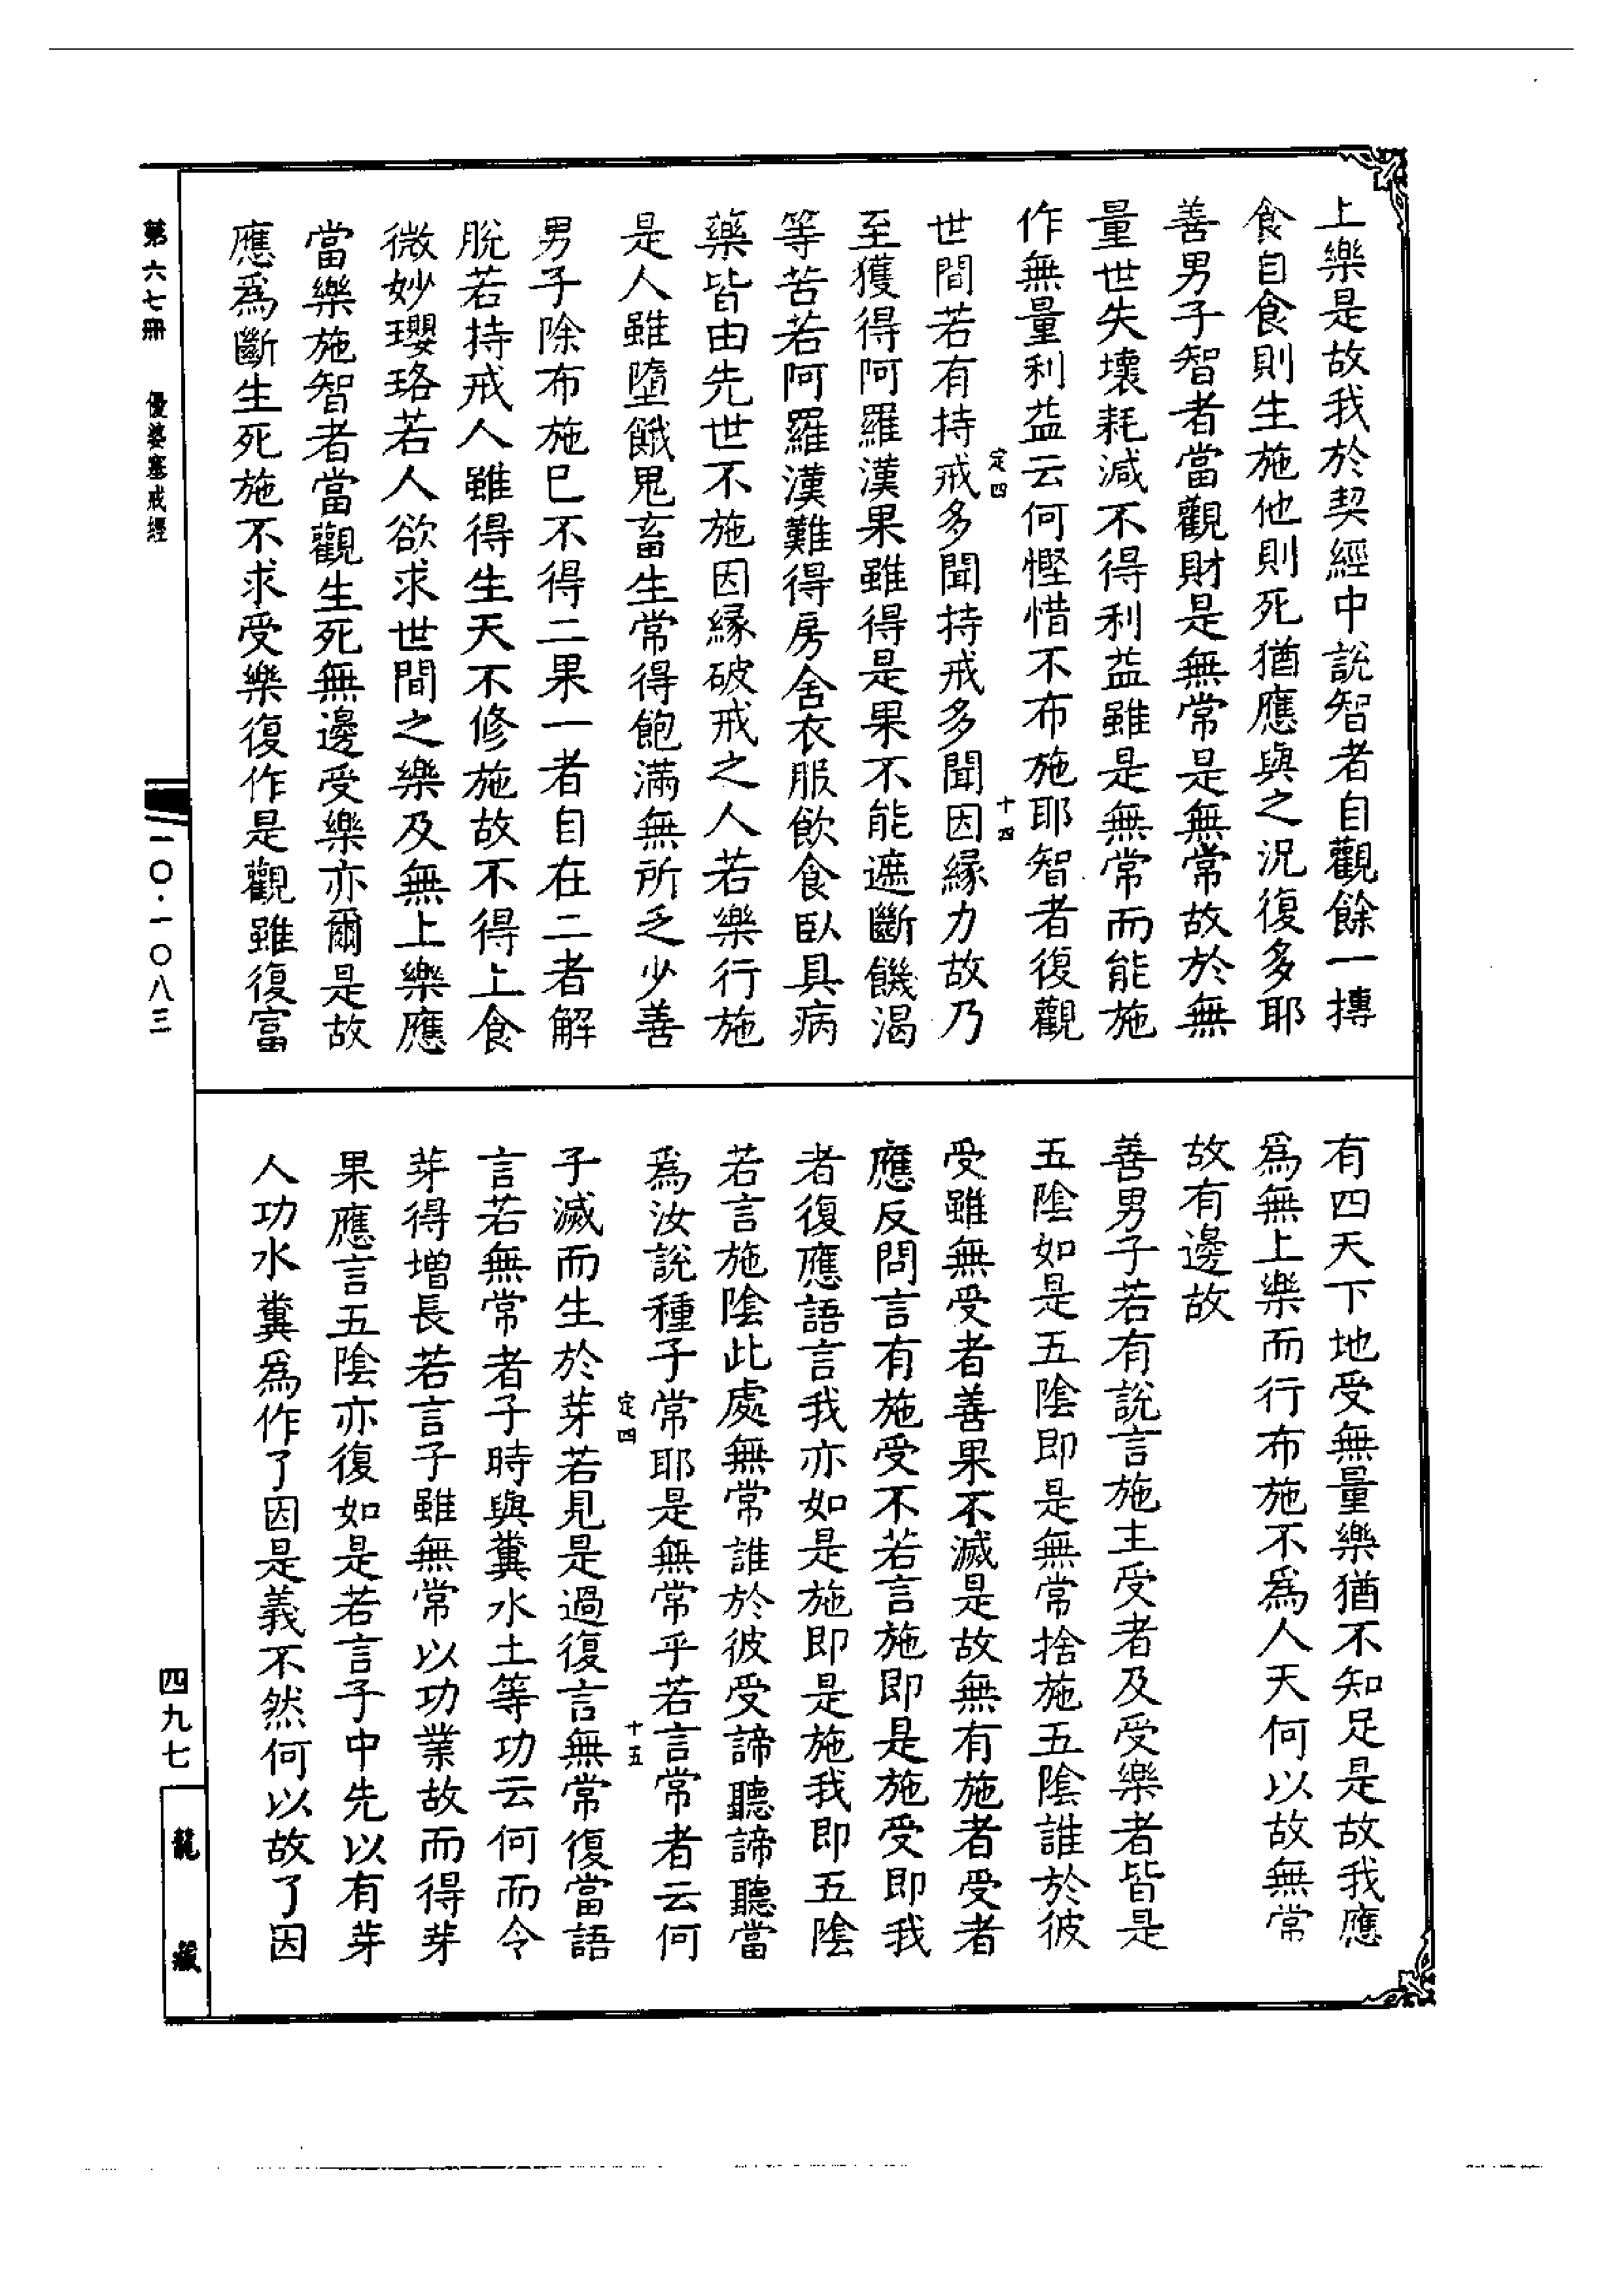 上樂是故我於契經中說智者自觀餘一摶
食自食則生施他則死猶應與之況復多耶
善男子智者當觀財是無常是無常故於無
量世失壞耗減不得利益雖是無常而能施
作無量利益云何慳惜不布施耶智者復觀
定四
十四
世間若有持戒多聞持戒多聞因緣力故乃
至獲得阿羅漢果雖得是果不能遮斷饑渴
等苦若阿羅漢難得房舍衣服飲食臥具病
藥皆由先世不施因緣破戒之人若樂行施
是人雖墮餓鬼畜生常得飽滿無所乏少善
男子除布施已不得二果一者自在二者解
脫若持戒人雖得生天不修施故不得上食
微妙瓔珞若人欲求世間之樂及無上樂應
當樂施智者當觀生死無邊受樂亦爾是故
應為斷生死施不求受樂復作是觀雖復富
有四天下地受無量樂猶不知足是故我應
為無上樂而行布施不為人天何以故無常
故有邊故
善男子若有說言施主受者及受樂者皆是
五陰如是五陰即是無常捨施五陰誰於彼
受雖無受者善果不滅是故無有施者受者
應反問言有施受不若言施即是施受即我
者復應語言我亦如是施即是施我即五陰
若言施陰此處無常誰於彼受諦聽諦聽當
為汝說種子常耶是無常乎若言常者云何
定四
十五
子滅而生於芽若見是過復言無常復當語
言若無常者子時與糞水土等功云何而令
芽得增長若言子雖無常以功業故而得芽
果應言五陰亦復如是若言子中先以有芽
人功水糞為作了因是義不然何以故了因
第六七冊
優婆塞戒經
一〇·一〇八三
四九七
龍藏